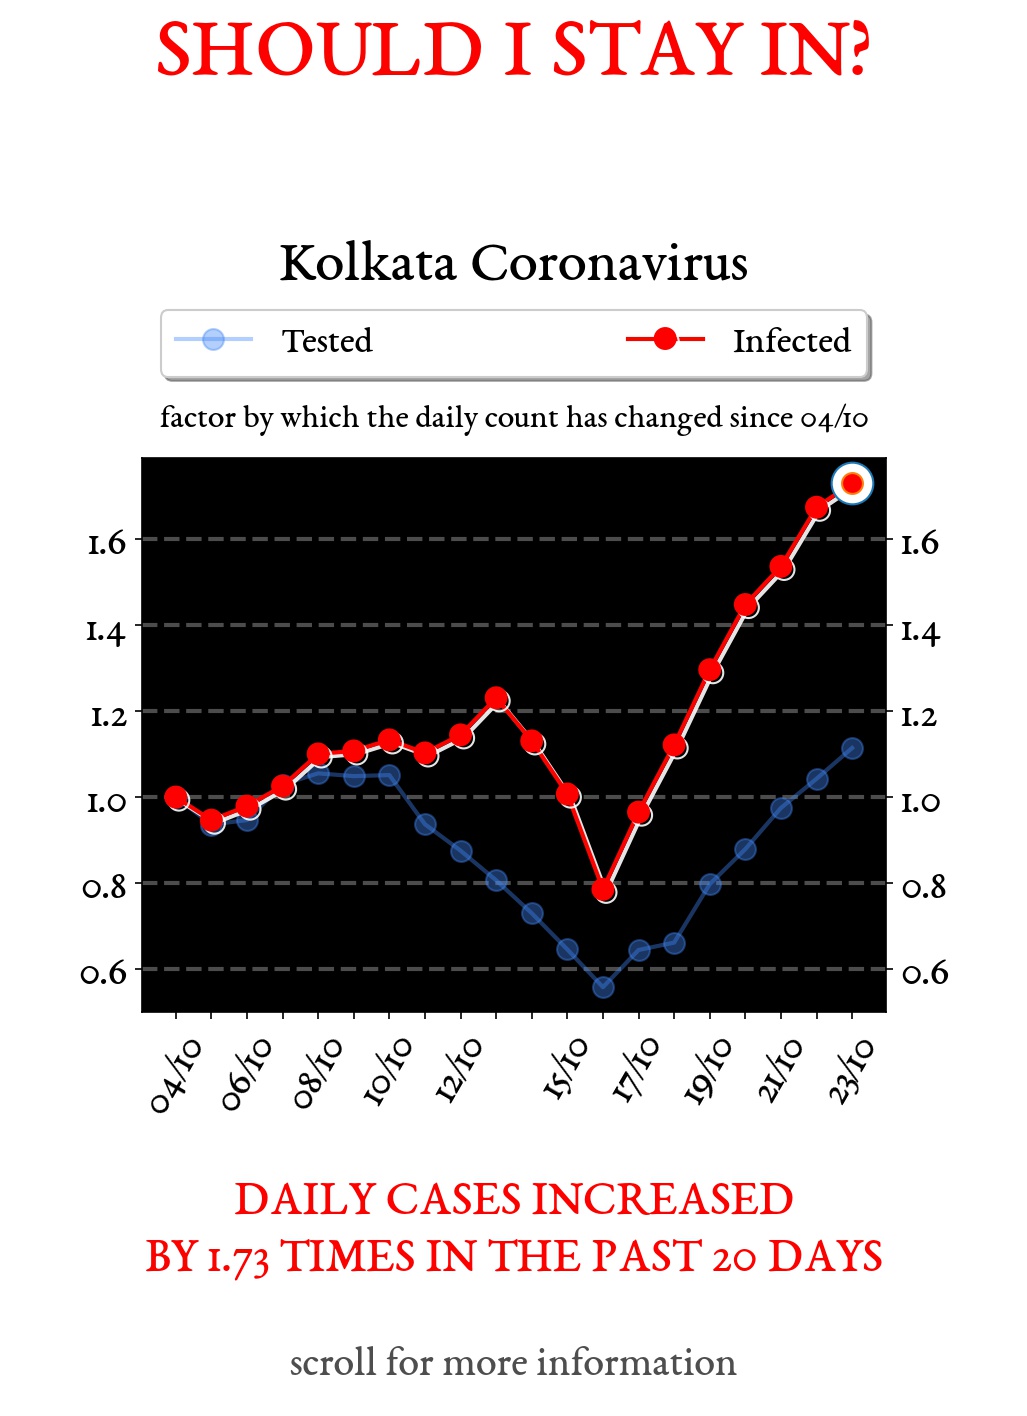 SHOULD I STAY IN?
Kolkata Coronavirus
Tested Infected
factor by which the daily count has changed since 04/10
1.6 1.6
1.4 1.4
1.2 1.2
1.0 1.0
0.8 0.8
0.6 0.6
04/10 06/10 08/10 10/10 12/10 15/10 17/10 19/10 21/10 23/10
DAILY CASES INCREASED
BY 1.73 TIMES IN THE PAST 20 DAYS
scroll for more information